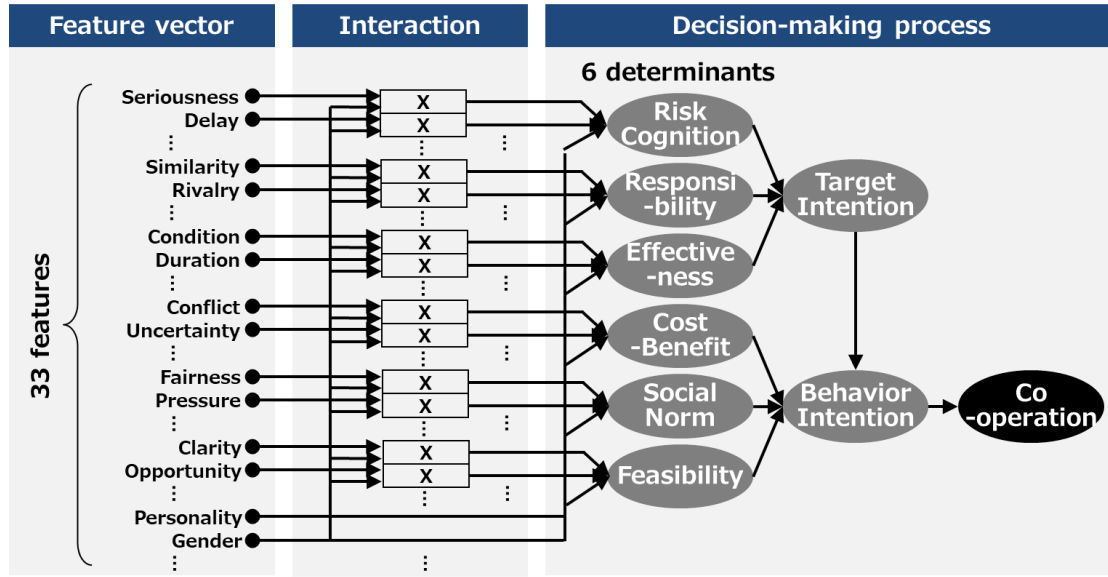 Feature vector
Interaction
Decision-making process
33 features
Seriousness
Delay
⋮
Similarity
Rivalry
⋮
Condition
Duration
⋮
Conflict
Uncertainty
⋮
Fairness
Pressure
⋮
Clarity
Opportunity
⋮
Personality
Gender
⋮
X
X
⋮
⋮
X
X
⋮
⋮
X
X
⋮
⋮
X
X
⋮
⋮
X
X
⋮
⋮
X
X
⋮
⋮
⋮
6 determinants
Risk
Cognition
Responsi
-bility
Effective
-ness
Cost
-Benefit
Social
Norm
Feasibility
Target
Intention
Behavior
Intention
Co
-operation